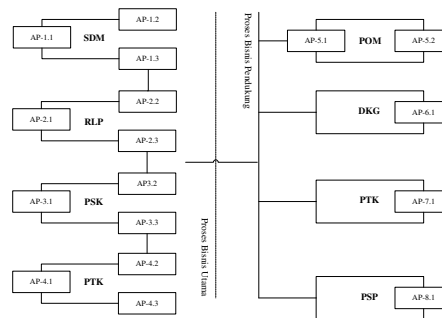 AP-1.2
AP-1.1
SDM
AP-1.3
AP-2.2
AP-2.1
RLP
AP-2.3
AP3.2
AP-3.1
PSK
AP-3.3
AP-4.2
AP-4.1
PTK
AP-4.3
Proses Bisnis Utama
Proses Bisnis Pendukung
AP-5.1
POM
AP-5.2
DKG
AP-6.1
PTK
AP-7.1
PSP
AP-8.1